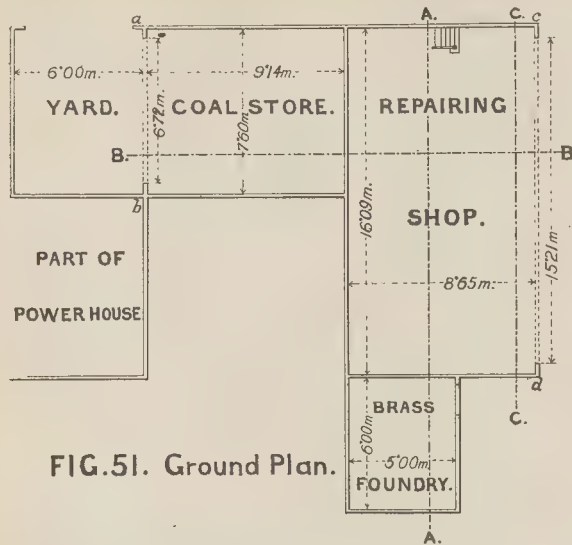 A.
C.
c
a
6·00m.
9·14m.
YARD.
6·72m.
COAL STORE.
7·60m.
REPAIRING
B.
B
b
16·09m.
SHOP.
15·21m.
PART OF
POWER HOUSE
8·65m.
d
BRASS
C.
6·00m.
5·00m.
FOUNDRY.
FIG.51. Ground Plan.
A.